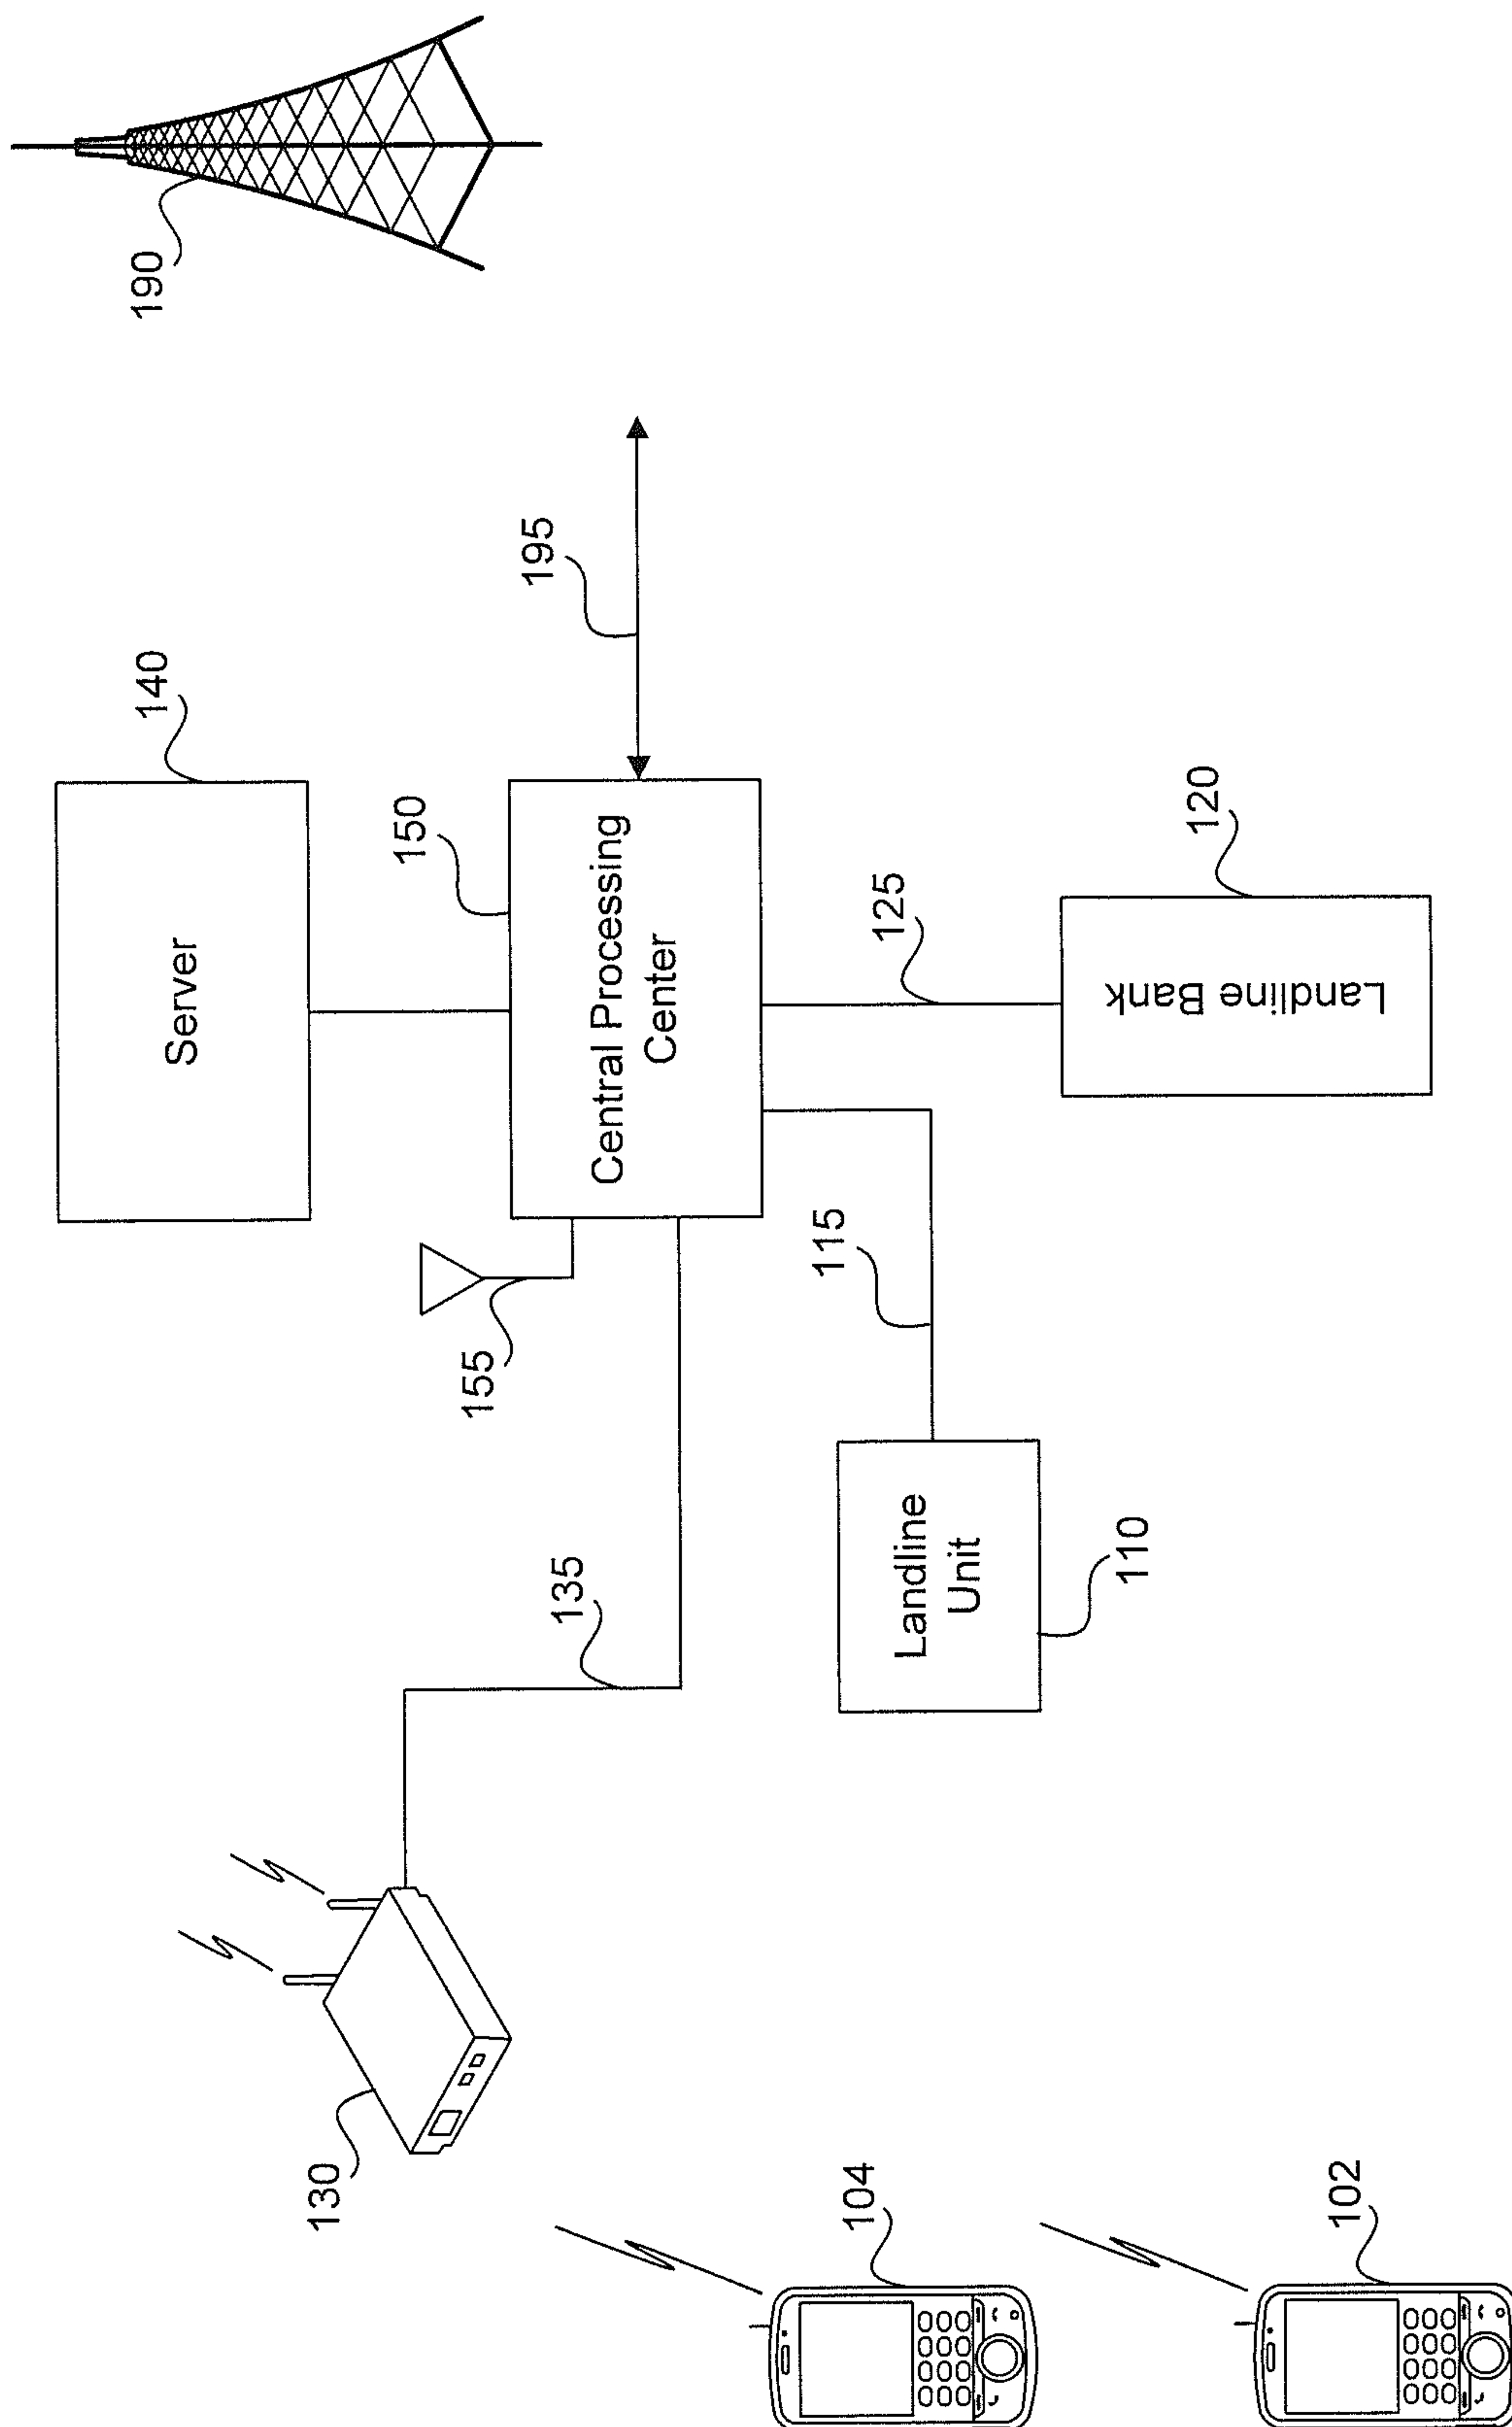 190
195
140
Server
150
Central Processing
Center
155
125
120
Landline Bank
115
Landline
Unit
110
135
130
104
102